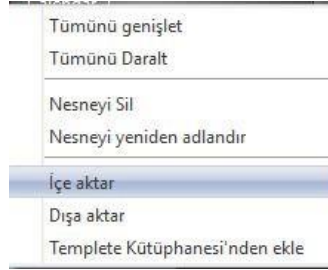 Tümünü genişlet
Tümünü Daralt
Nesneyi Sil
Nesneyi yeniden adlandır
İçe aktar
Dışa aktar
Templete Kütüphanesi'nden ekle